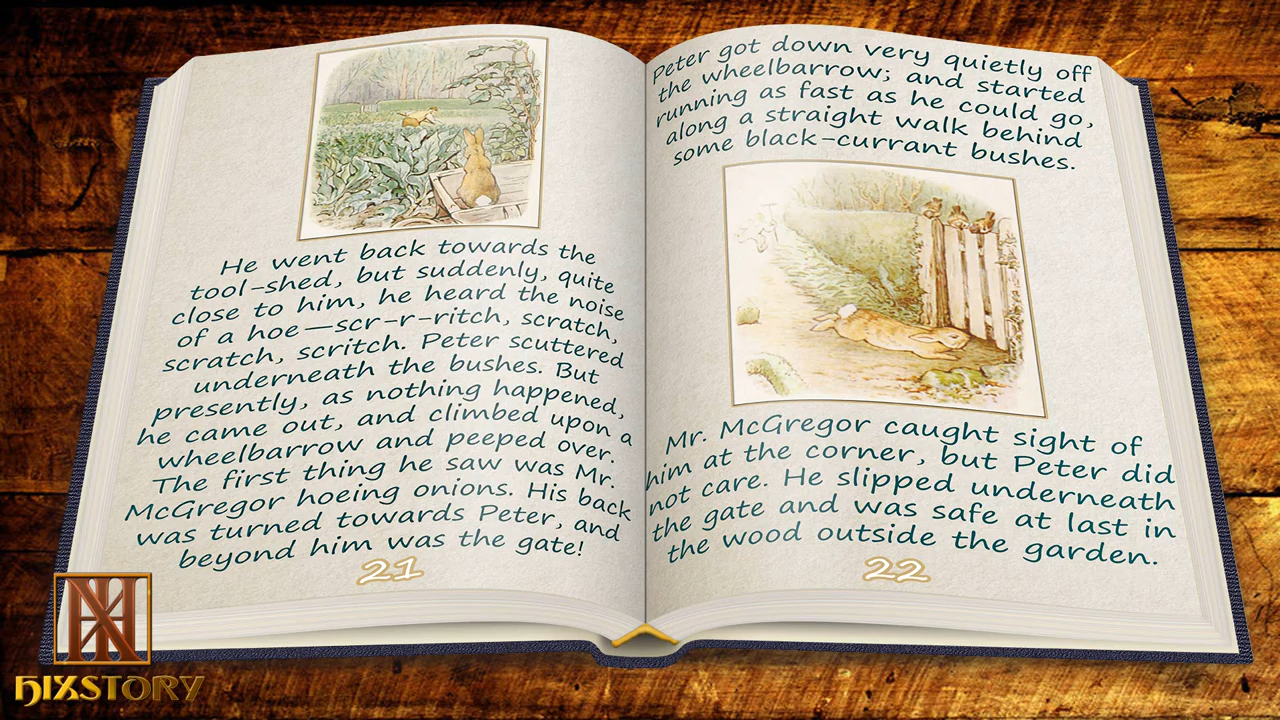 He went back towards the
tool-shed, but suddenly, quite
close to him, he heard the noise
of a hoe—scr-r-ritch, scratch,
scratch, scritch. Peter scuttered
underneath the bushes. But
presently, as nothing happened,
he came out, and climbed upon a
wheelbarrow and peeped over.
The first thing he saw was Mr.
McGregor hoeing onions. His back
was turned towards Peter, and
beyond him was the gate!
21
Peter got down very quietly off
the wheelbarrow; and started
running as fast as he could go,
along a straight walk behind
some black-currant bushes.
Mr. McGregor caught sight of
him at the corner, but Peter did
not care. He slipped underneath
the gate and was safe at last in
the wood outside the garden.
22
HIXSTORY